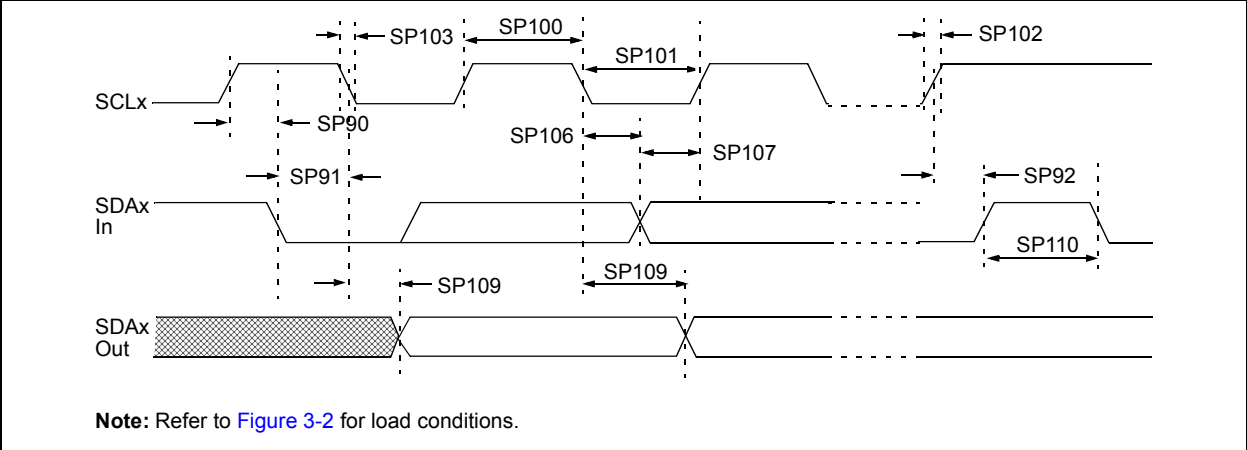 SP103
SP100
SP102
SP101
SCLx
SP90
SP106
SP107
SP91
SP92
SDAx
In
SP110
SP109
SP109
SDAx
Out
Note: Refer to Figure 3-2 for load conditions.